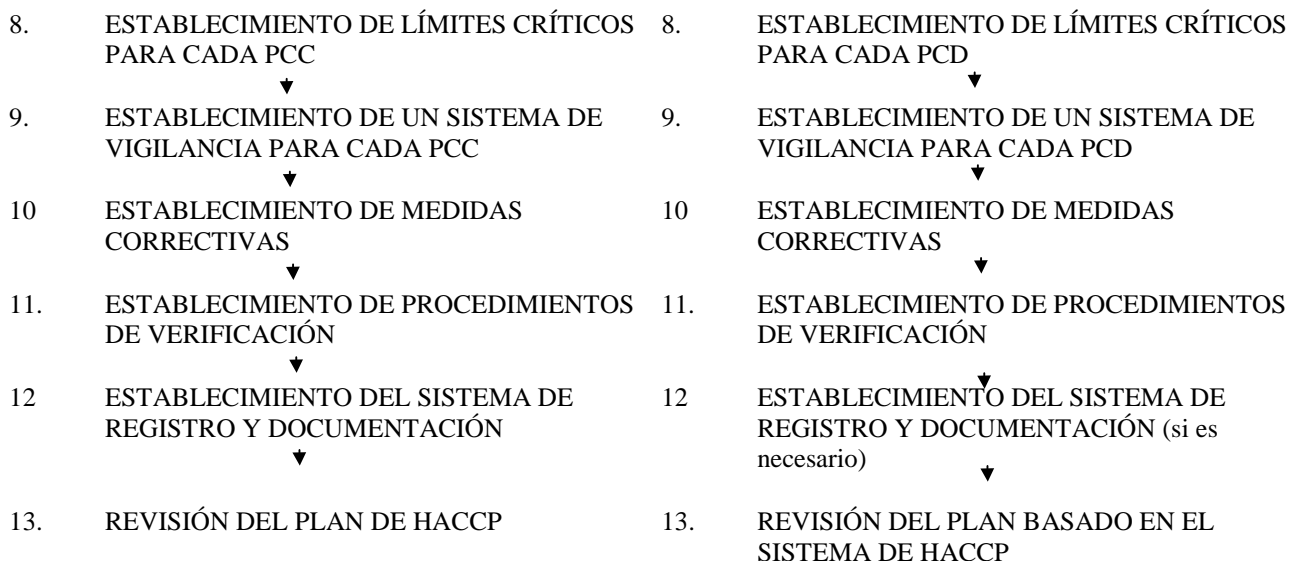 8. ESTABLECIMIENTO DE LÍMITES CRÍTICOS
PARA CADA PCC
9. ESTABLECIMIENTO DE UN SISTEMA DE
VIGILANCIA PARA CADA PCC
10 ESTABLECIMIENTO DE MEDIDAS
CORRECTIVAS
11. ESTABLECIMIENTO DE PROCEDIMIENTOS
DE VERIFICACIÓN
12 ESTABLECIMIENTO DEL SISTEMA DE
REGISTRO Y DOCUMENTACIÓN
13. REVISIÓN DEL PLAN DE HACCP
8. ESTABLECIMIENTO DE LÍMITES CRÍTICOS
PARA CADA PCD
9. ESTABLECIMIENTO DE UN SISTEMA DE
VIGILANCIA PARA CADA PCD
10 ESTABLECIMIENTO DE MEDIDAS
CORRECTIVAS
11. ESTABLECIMIENTO DE PROCEDIMIENTOS
DE VERIFICACIÓN
12 ESTABLECIMIENTO DEL SISTEMA DE
REGISTRO Y DOCUMENTACIÓN (si es
necesario)
13. REVISIÓN DEL PLAN BASADO EN EL
SISTEMA DE HACCP